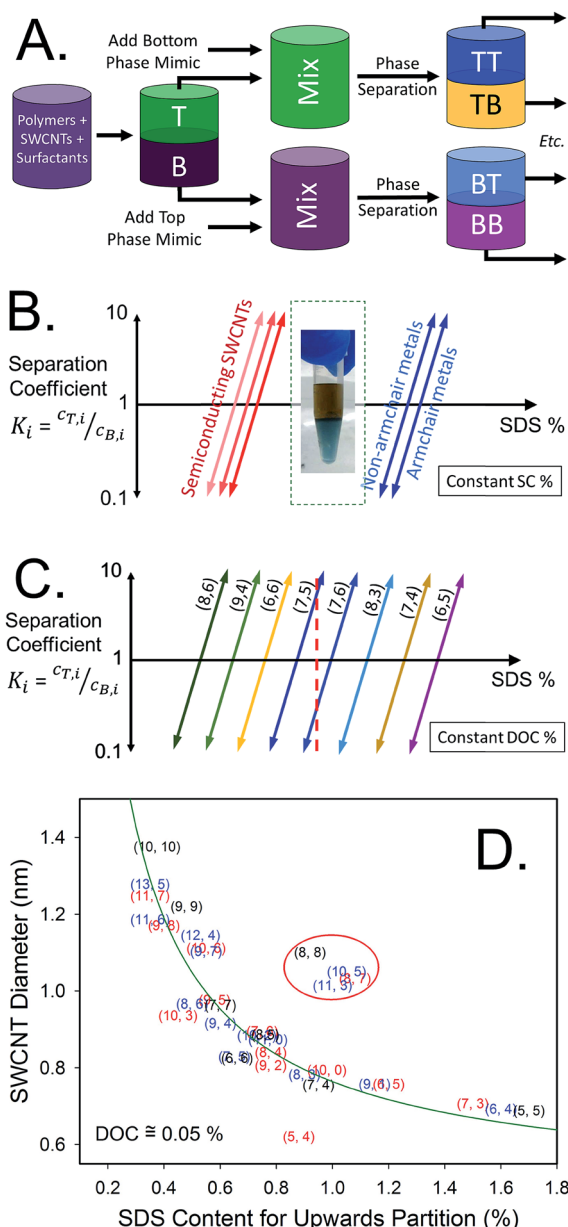 A.
Add Bottom
Phase Mimic
Polymers +
SWCNTs +
Surfactants
T
B
Mix
Phase
Separation
TT
TB
Etc.
Add Top
Phase Mimic
Mix
Phase
Separation
BT
BB
B.
10
Separation
Coefficient
K_i = c_{T,i}/c_{B,i}
1
0.1
Semiconducting SWCNTs
Non-armchair metals
Armchair metals
SDS %
Constant SC %
C.
10
Separation
Coefficient
K_i = c_{T,i}/c_{B,i}
1
0.1
(8,6)
(9,4)
(6,6)
(7,5)
(7,6)
(8,3)
(7,4)
(6,5)
SDS %
Constant DOC %
D.
SWCNT Diameter (nm)
1.4
1.2
1.0
0.8
0.6
(10, 10)
(13, 5)
(11, 7)
(9, 9)
(11, 6)
(9, 8)
(12, 4)
(10, 6)
(9, 7)
(8, 8)
(10, 5)
(8, 7)
(11, 3)
(8, 6)
(7, 7)
(10, 3)
(9, 4)
(6, 6)
(8, 4)
(9, 2)
(10, 0)
(7, 4)
(6, 5)
(7, 3)
(6, 4)
(5, 5)
(5, 4)
DOC ≅ 0.05 %
0.2 0.4 0.6 0.8 1.0 1.2 1.4 1.6 1.8
SDS Content for Upwards Partition (%)